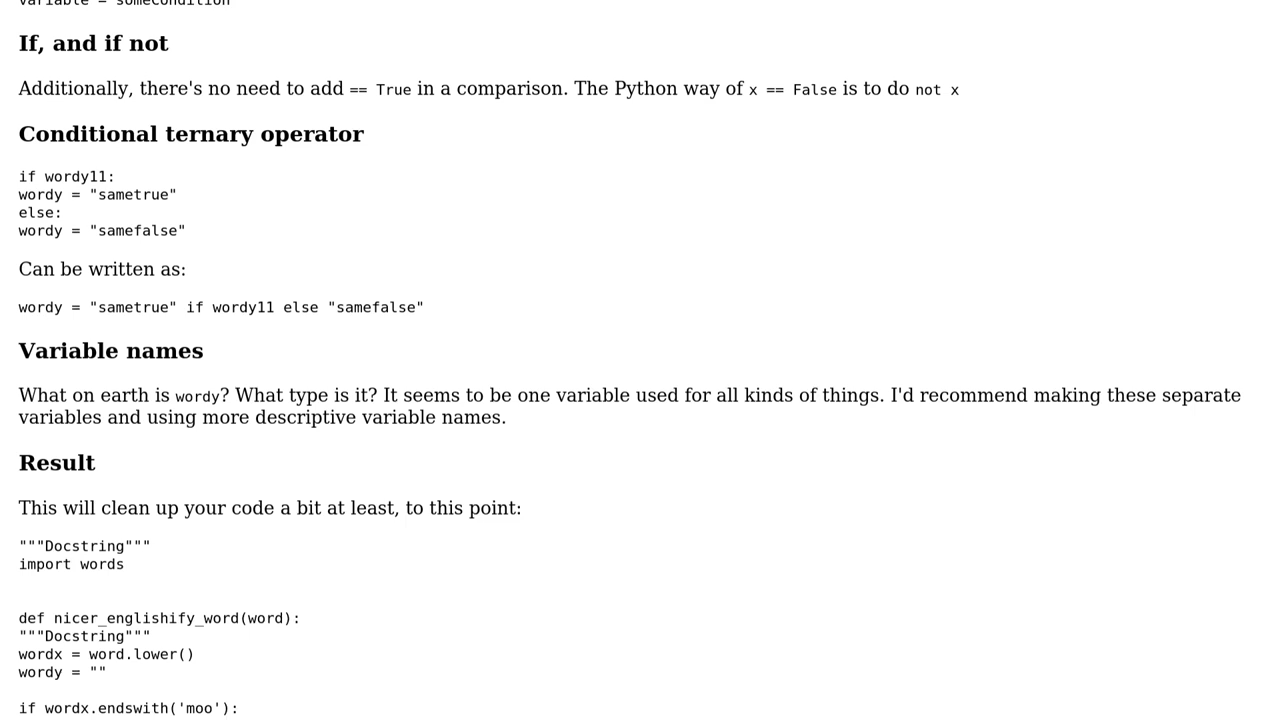 variable = somecondition
If, and if not
Additionally, there's no need to add == True in a comparison. The Python way of x == False is to do not x
Conditional ternary operator
if wordy11:
wordy = "sametrue"
else:
wordy = "samefalse"
Can be written as:
wordy = "sametrue" if wordy11 else "samefalse"
Variable names
What on earth is wordy? What type is it? It seems to be one variable used for all kinds of things. I'd recommend making these separate
variables and using more descriptive variable names.
Result
This will clean up your code a bit at least, to this point:
"""Docstring"""
import words
def nicer_englishify_word(word):
"""Docstring"""
wordx = word.lower()
wordy = ""
if wordx.endswith('moo'):